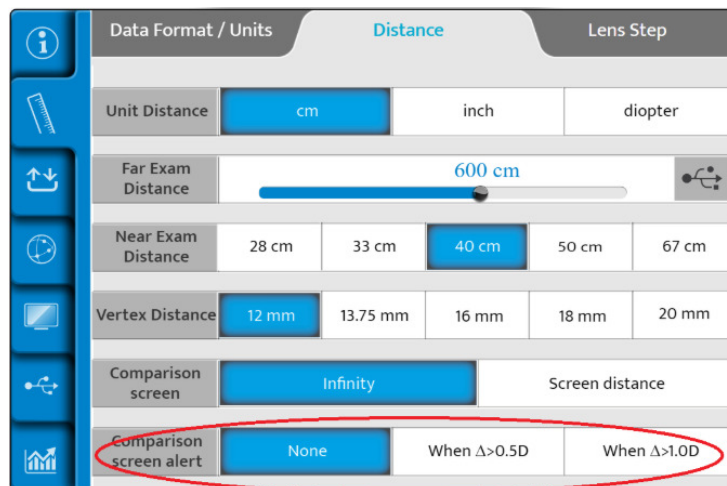 Data Format / Units
Distance
Lens Step
Unit Distance
cm
inch
diopter
Far Exam
Distance
600 cm
Near Exam
Distance
28 cm
33 cm
40 cm
50 cm
67 cm
Vertex Distance
12 mm
13.75 mm
16 mm
18 mm
20 mm
Comparison
screen
Infinity
Screen distance
Comparison
screen alert
None
When Δ>0.5D
When Δ>1.0D